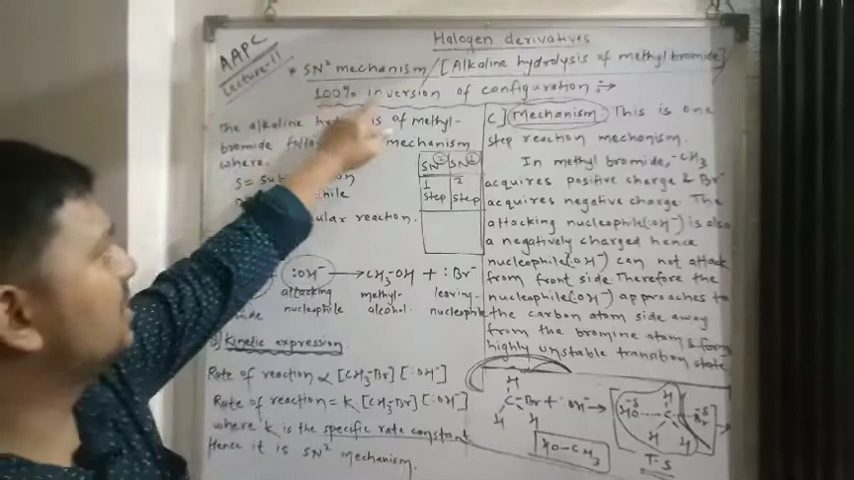 Halogen derivatives
AAPC
Lecture-11
* SN² mechanism / [Alkaline hydrolysis of methyl bromide]
100% inversion of configuration :→
The alkaline of methyl-
bromide mechanism
where.
S =
SN② SN①
1 step 2 step
reaction.
:OH⁻ → CH₃-OH + :Br⁻
attacking nucleophile methyl-alcohol. leaving-nucleophile
Kinetic expression
Rate of reaction ∝ [CH₃-Br] [:OH⁻]
Rate of reaction = k [CH₃-Br] [:OH⁻]
where k is the specific rate constant
Hence it is SN² mechanism.
c] Mechanism: This is one
step reaction mechanism.
In methyl bromide, -CH₃
acquires positive charge & Br⁻
acquires negative charge. The
attacking nucleophile (:OH⁻) is also
a negatively charged hence
nucleophile (:OH⁻) can not attack
from front side. Therefore the
nucleophile (:OH⁻) approaches to
the carbon atom side away
from the bromine atom & form
highly unstable transition state
H
C-Br + :OH⁻ →
H H
HO-CH₃
T.S